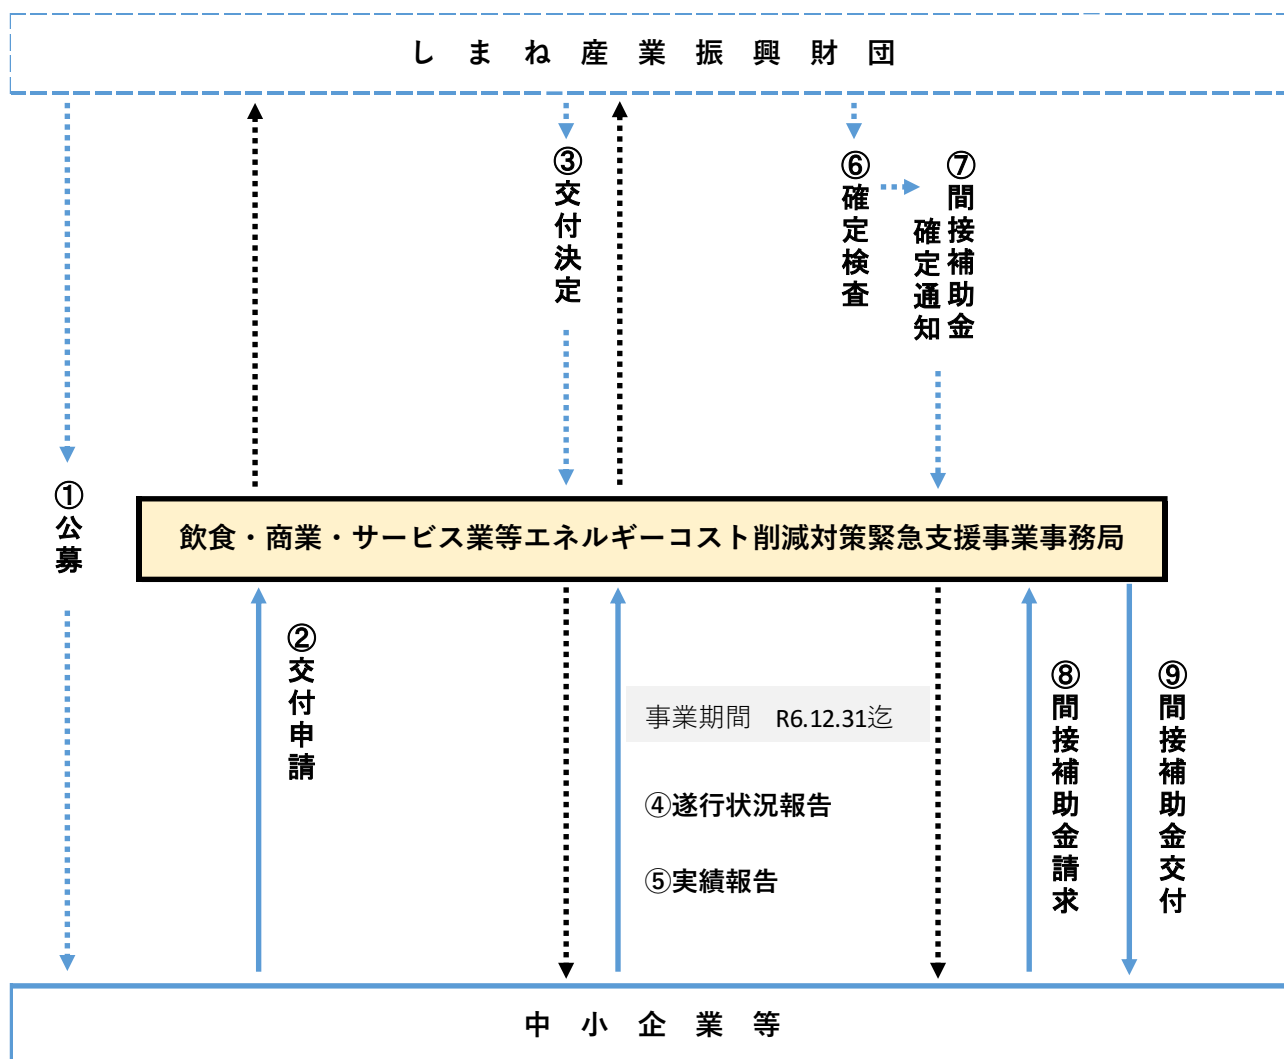 しまね産業振興財団
①公募
②交付申請
③交付決定
⑥確定検査
⑦間接補助金
確定通知
飲食・商業・サービス業等エネルギーコスト削減対策緊急支援事業事務局
事業期間　R6.12.31迄
④遂行状況報告
⑤実績報告
⑧間接補助金請求
⑨間接補助金交付
中小企業等